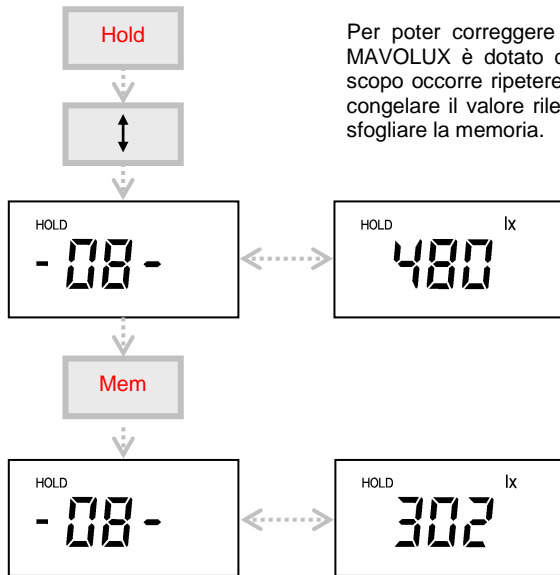 Hold
Per poter correggere
MAVOLUX è dotato
scopo occorre ripetere
congelare il valore
sfogliare la memoria.
HOLD
- 08 -
HOLD lx
480
Mem
HOLD
- 08 -
HOLD lx
302